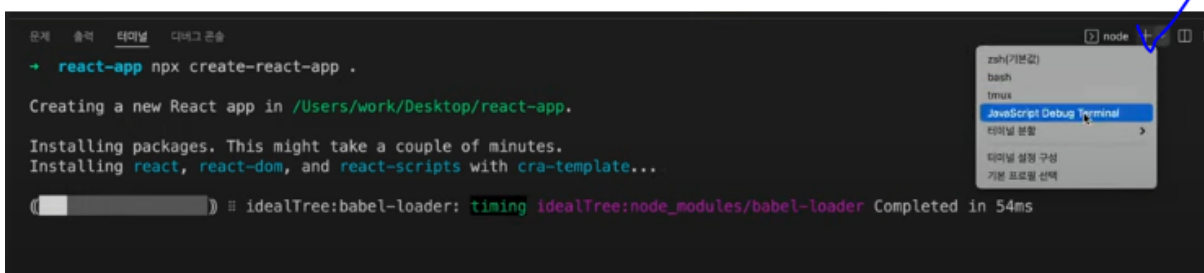 문제 출력 터미널 디버그 콘솔
node
→ react-app npx create-react-app .
Creating a new React app in /Users/work/Desktop/react-app.
Installing packages. This might take a couple of minutes.
Installing react, react-dom, and react-scripts with cra-template...
idealTree:babel-loader: timing idealTree:node_modules/babel-loader Completed in 54ms
zsh(기본값)
bash
tmux
JavaScript Debug Terminal
터미널 분할
터미널 설정 구성
기본 프로필 선택